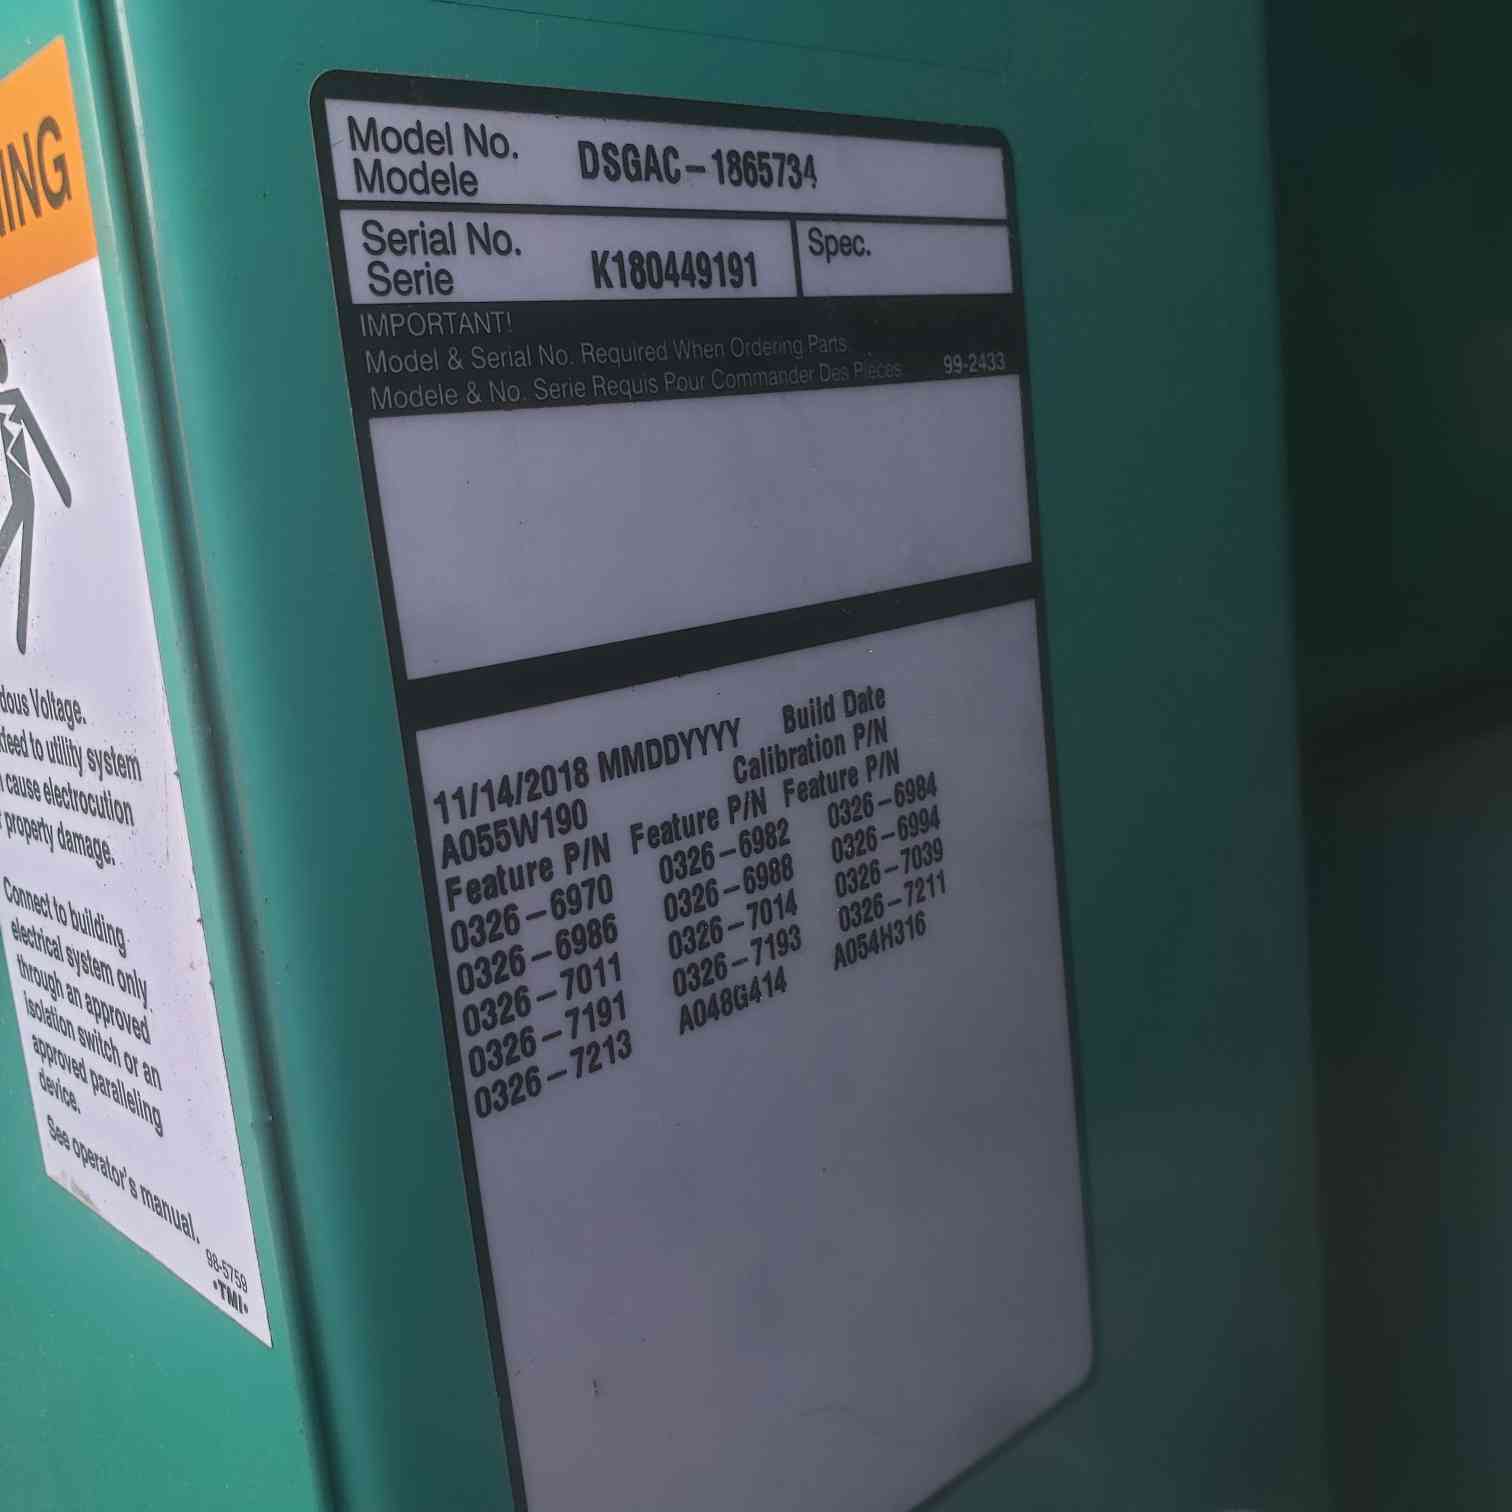 ING
dous Voltage.
feed to utility system
cause electrocution
property damage.
Connect to building
electrical system only
through an approved
isolation switch or an
approved paralleling
device.
See operator's manual.
98-5759
•TMI•
Model No. DSGAC-1865734
Modele
Serial No. K180449191 Spec.
Serie
IMPORTANT!
Model & Serial No. Required When Ordering Parts.
Modele & No. Serie Requis Pour Commander Des Pieces 99-2433
11/14/2018 MMDDYYYY Build Date
A055W190 Calibration P/N
Feature P/N Feature P/N Feature P/N
0326-6970 0326-6982 0326-6984
0326-6986 0326-6988 0326-6994
0326-7011 0326-7014 0326-7039
0326-7191 0326-7193 0326-7211
0326-7213 A048G414 A054H316